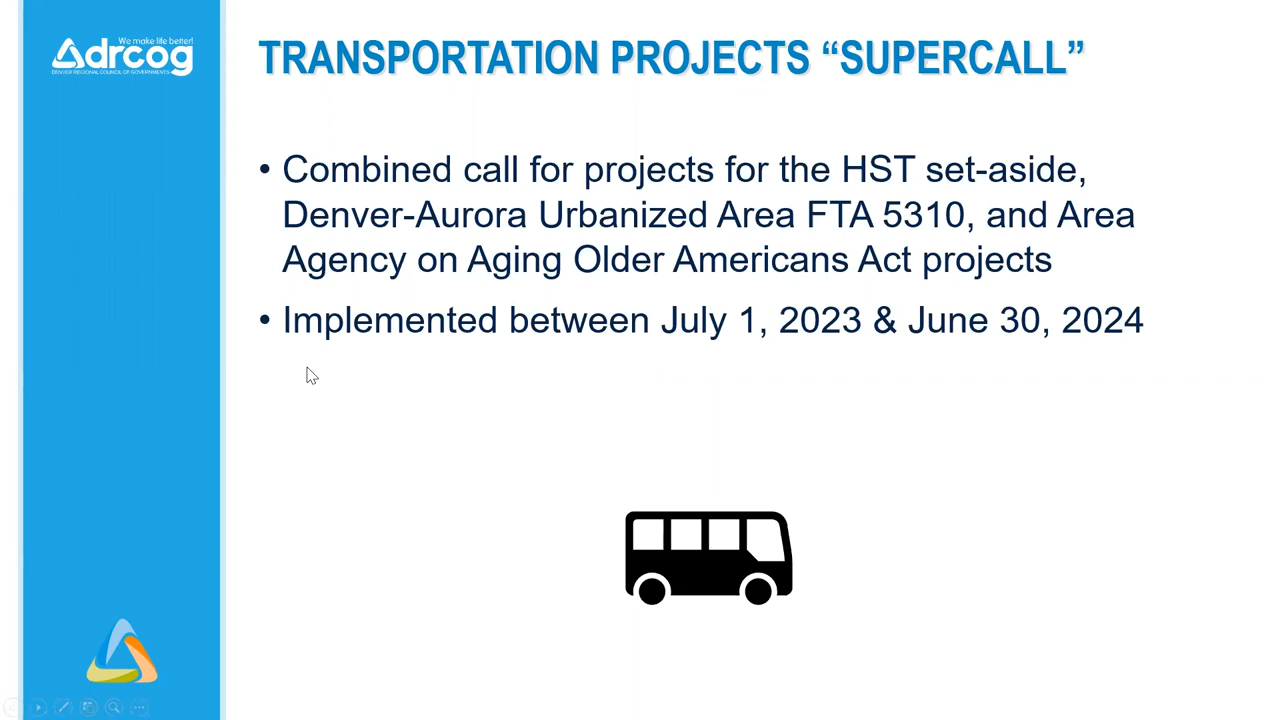 We make life better!
drcog
DENVER REGIONAL COUNCIL OF GOVERNMENTS
TRANSPORTATION PROJECTS “SUPERCALL”
• Combined call for projects for the HST set-aside,
Denver-Aurora Urbanized Area FTA 5310, and Area
Agency on Aging Older Americans Act projects
• Implemented between July 1, 2023 & June 30, 2024